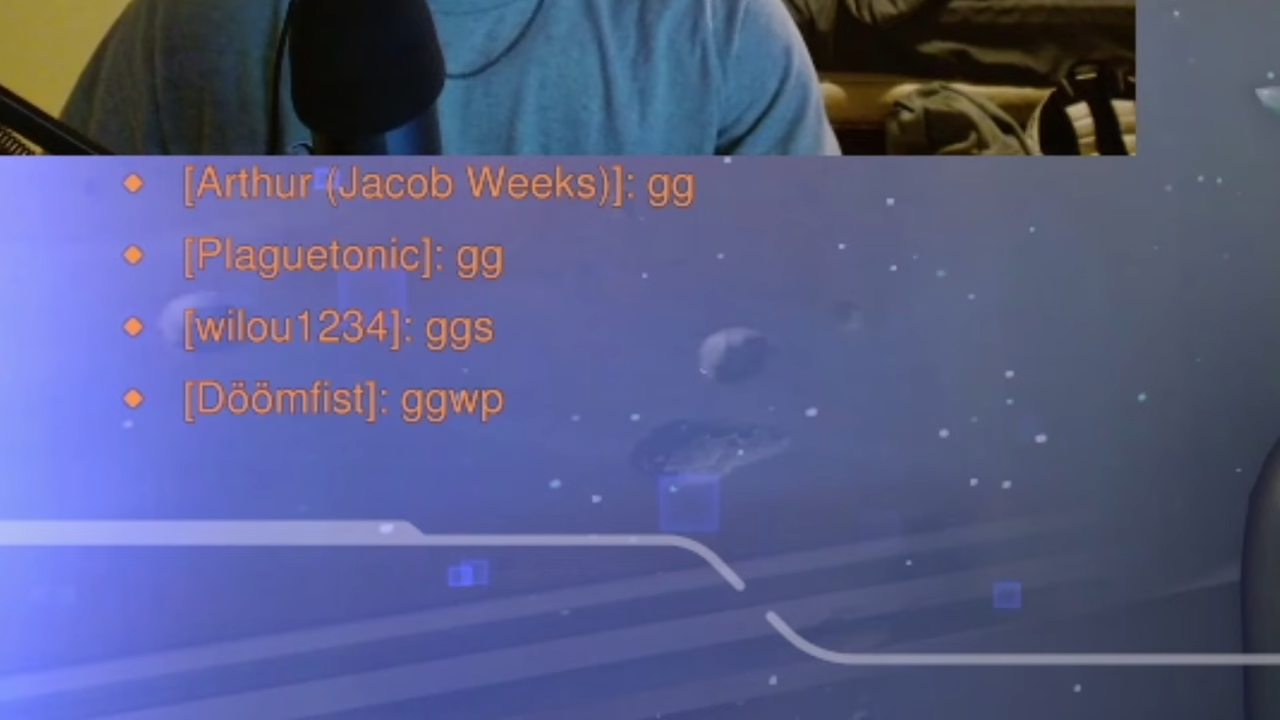 [Arthur (Jacob Weeks)]: gg
[Plaguetonic]: gg
[wilou1234]: ggs
[Döömfist]: ggwp